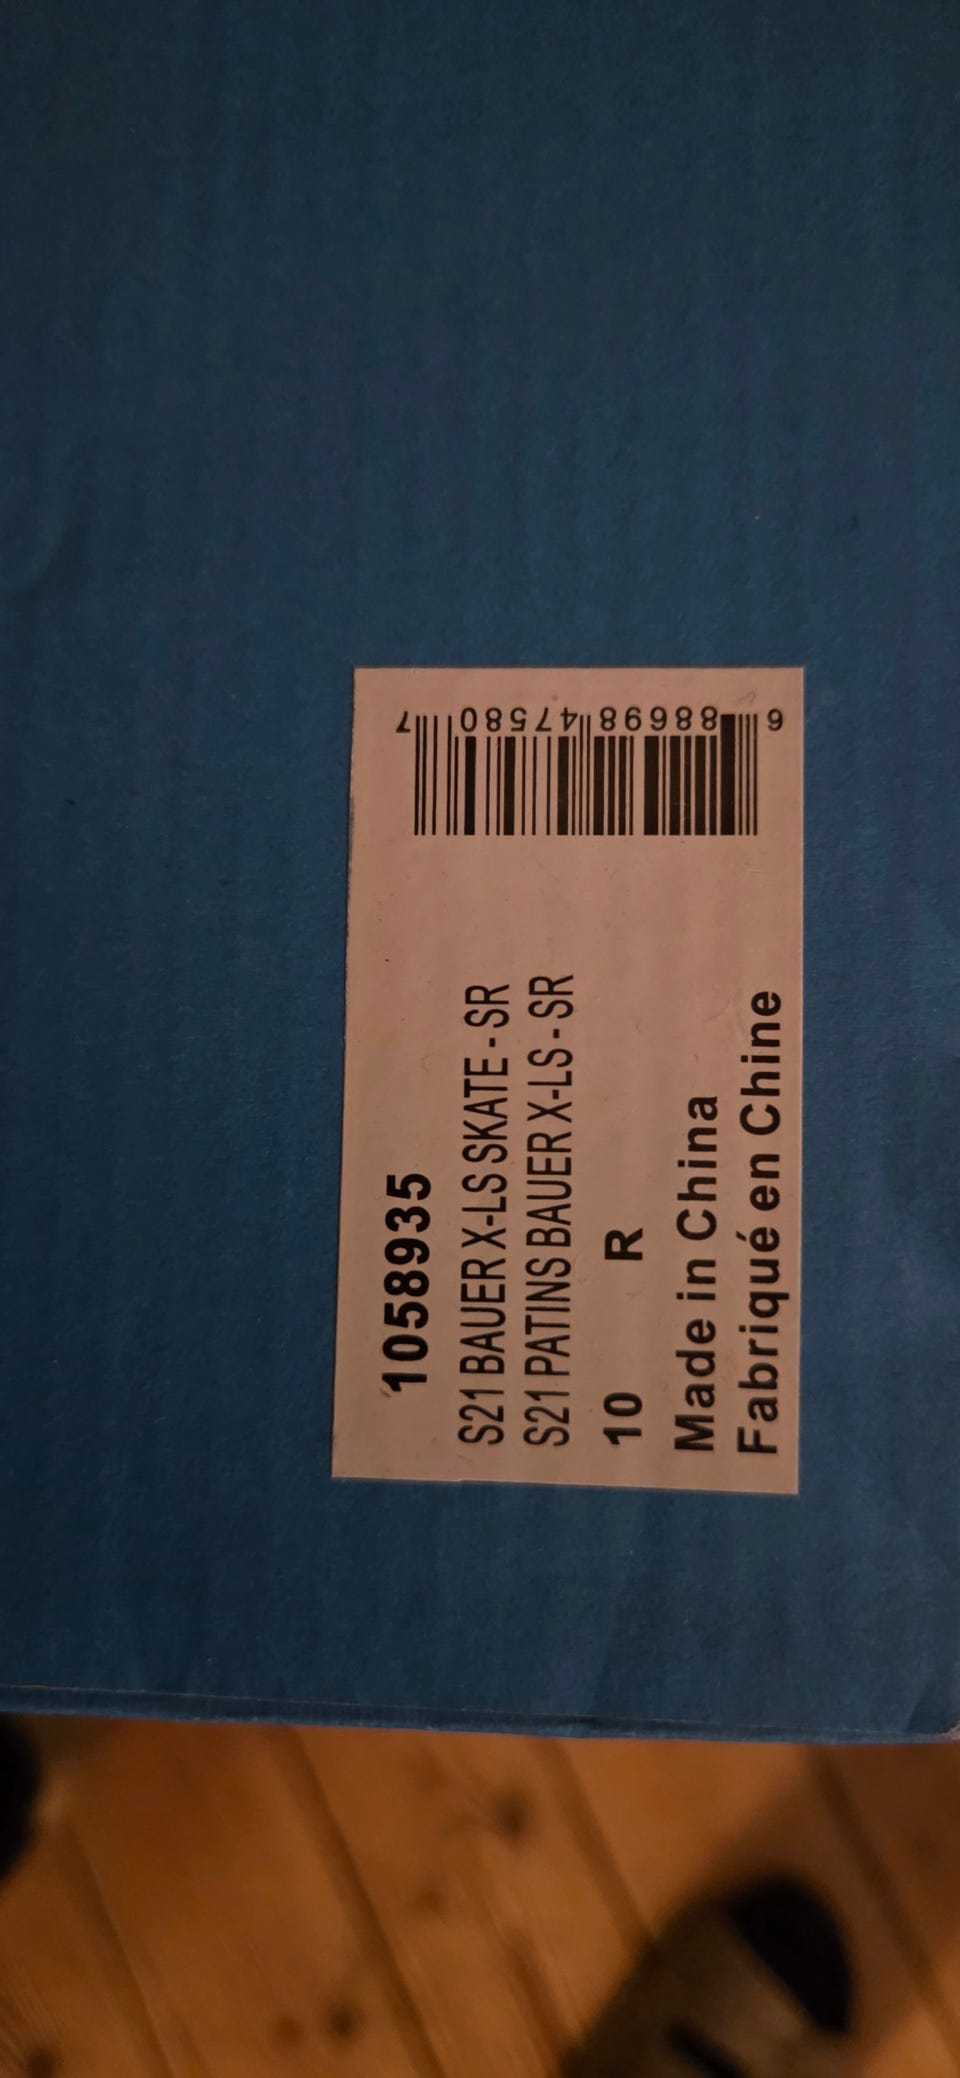 1058935
S21 BAUER X-LS SKATE - SR
S21 PATINS BAUER X-LS - SR
10 R
Made in China
Fabriqué en Chine
6 88698 47580 7